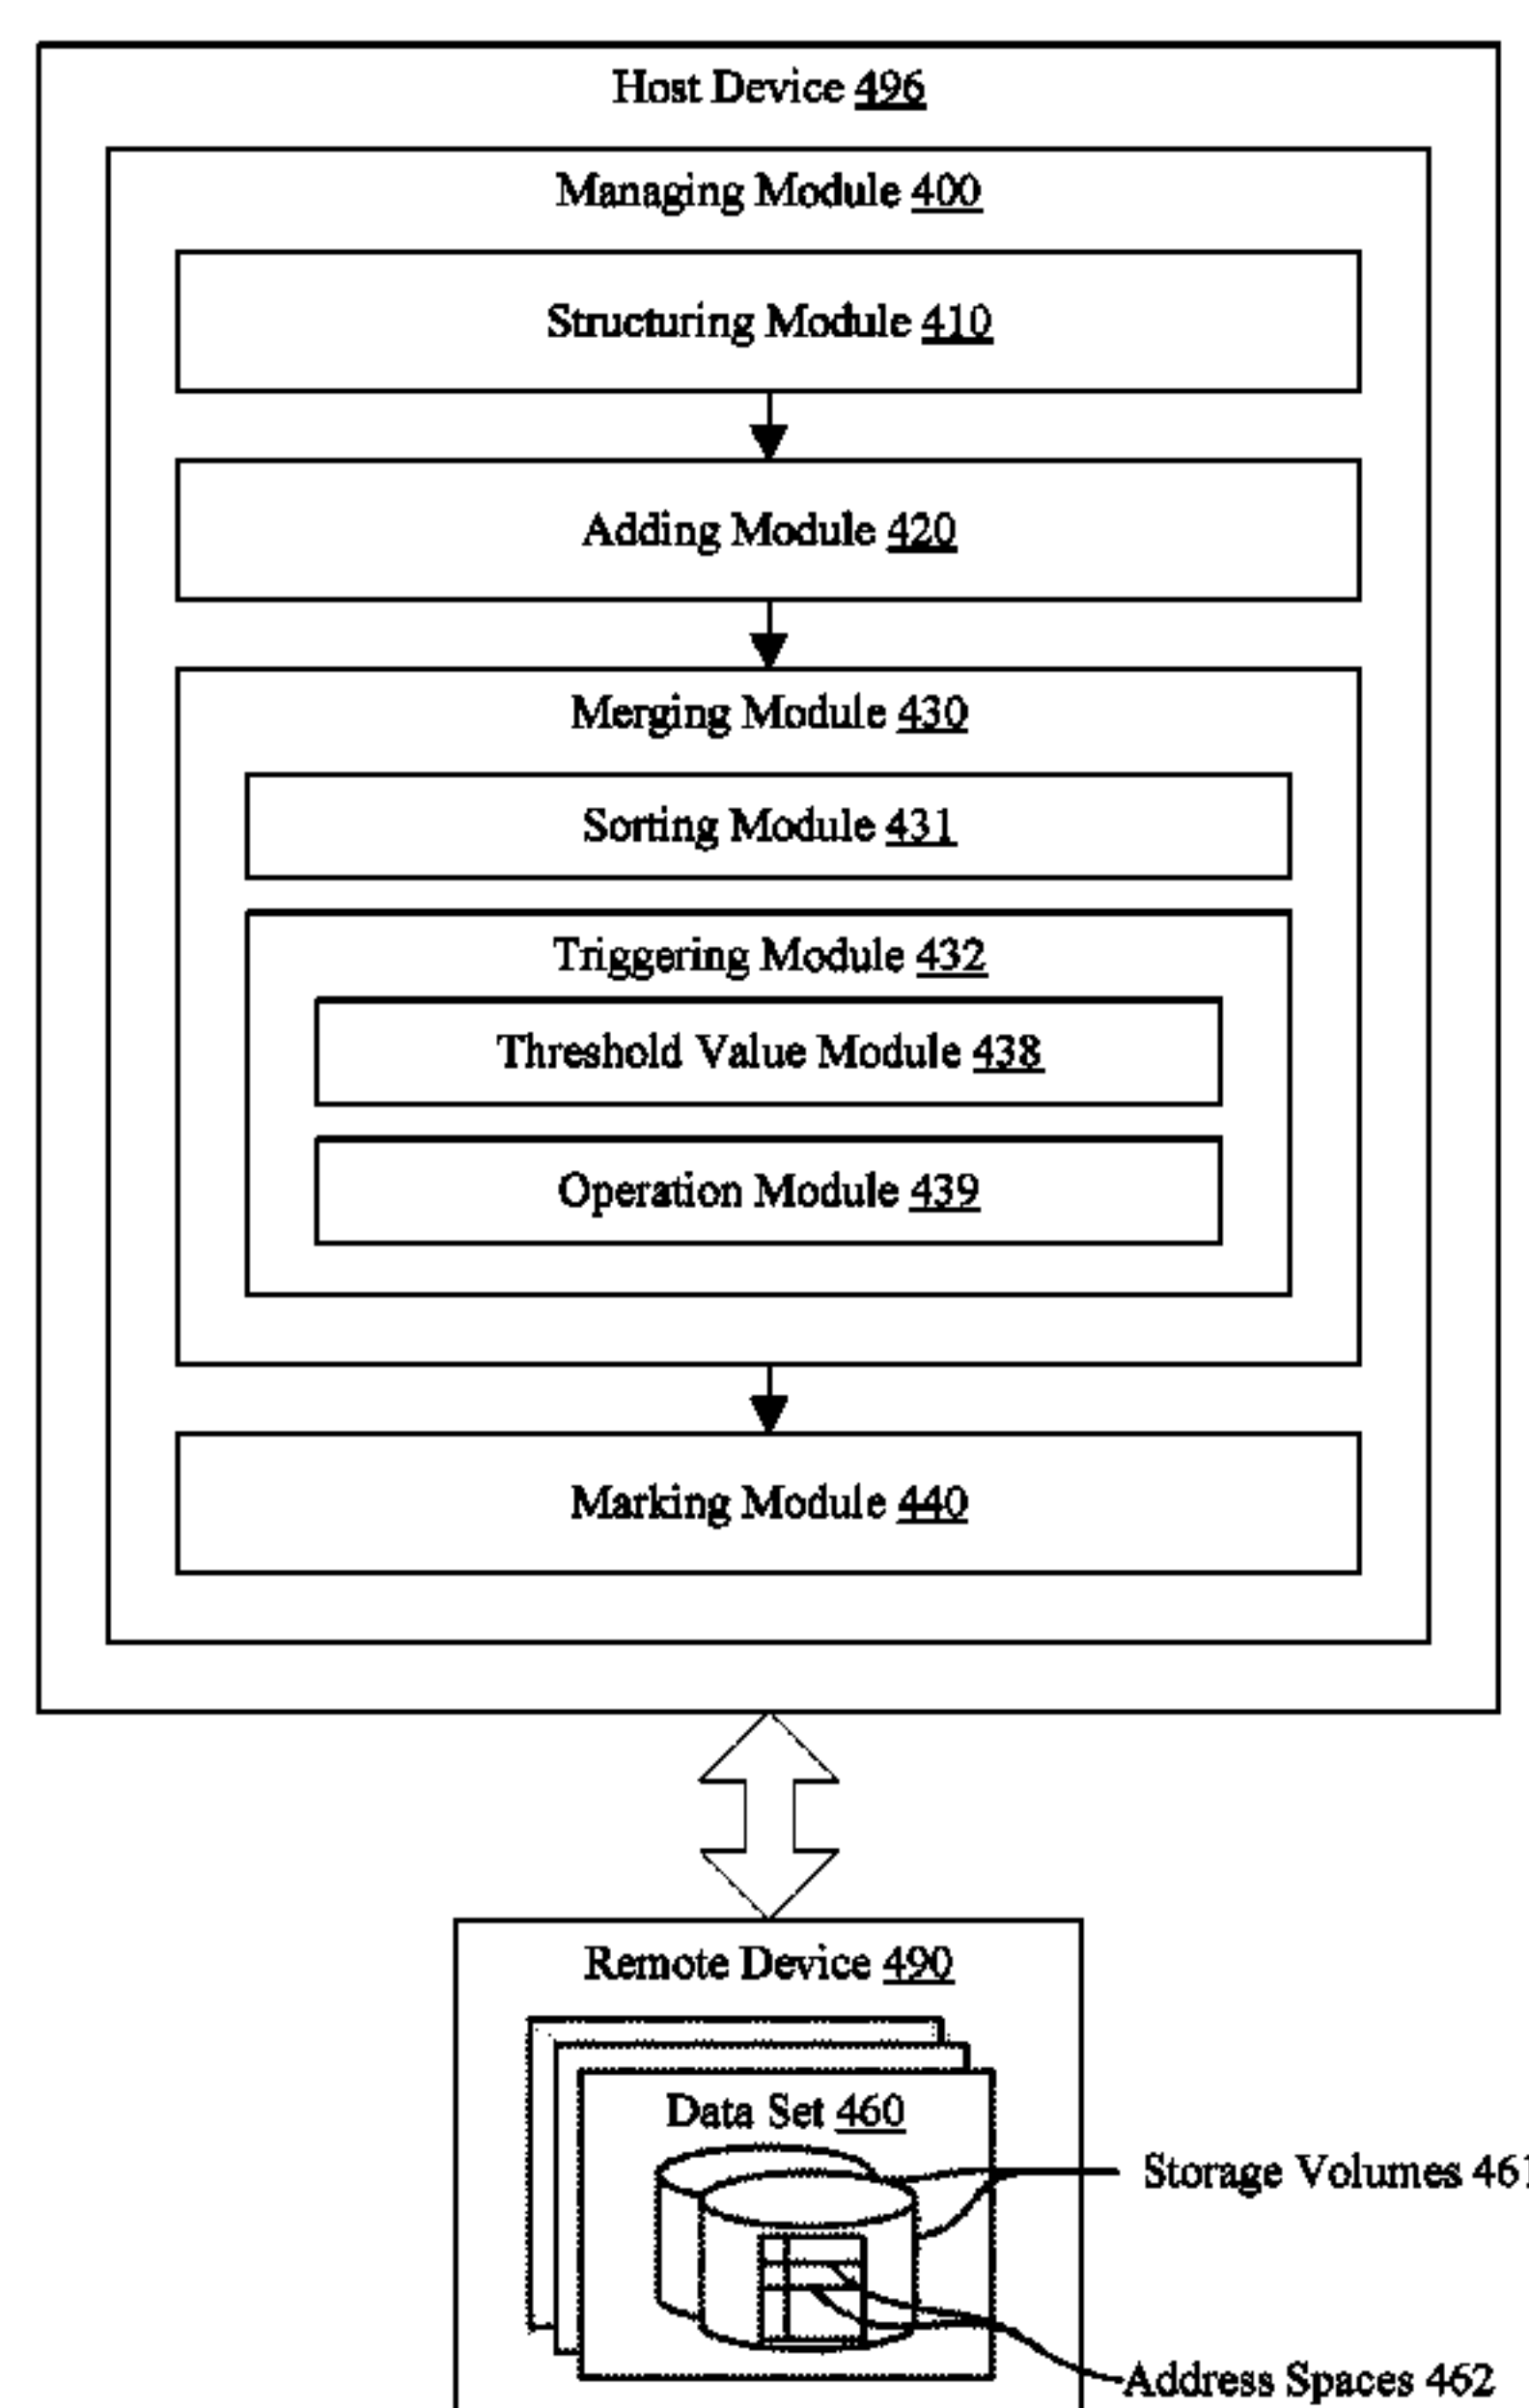 Host Device 496
Managing Module 400
Structuring Module 410
Adding Module 420
Merging Module 430
Sorting Module 431
Triggering Module 432
Threshold Value Module 438
Operation Module 439
Marking Module 440
Remote Device 490
Data Set 460
Storage Volumes 461
Address Spaces 462